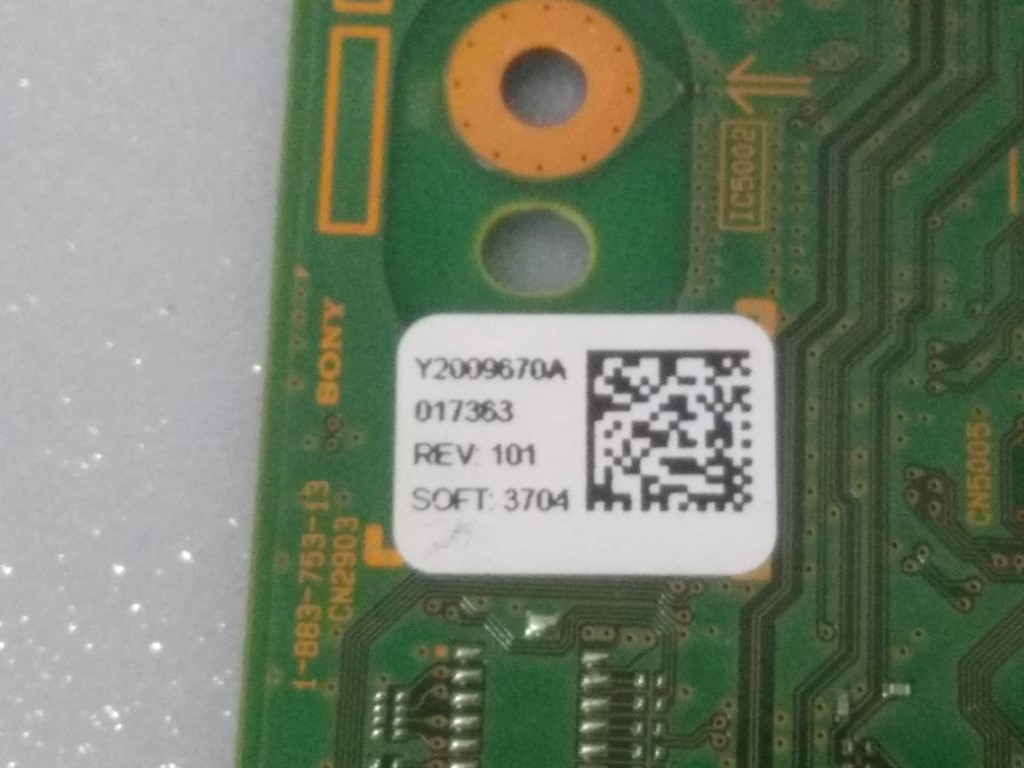 IC5002
SONY
Y2009670A
017363
REV: 101
SOFT: 3704
CN5005
1-883-753-13
CN2903